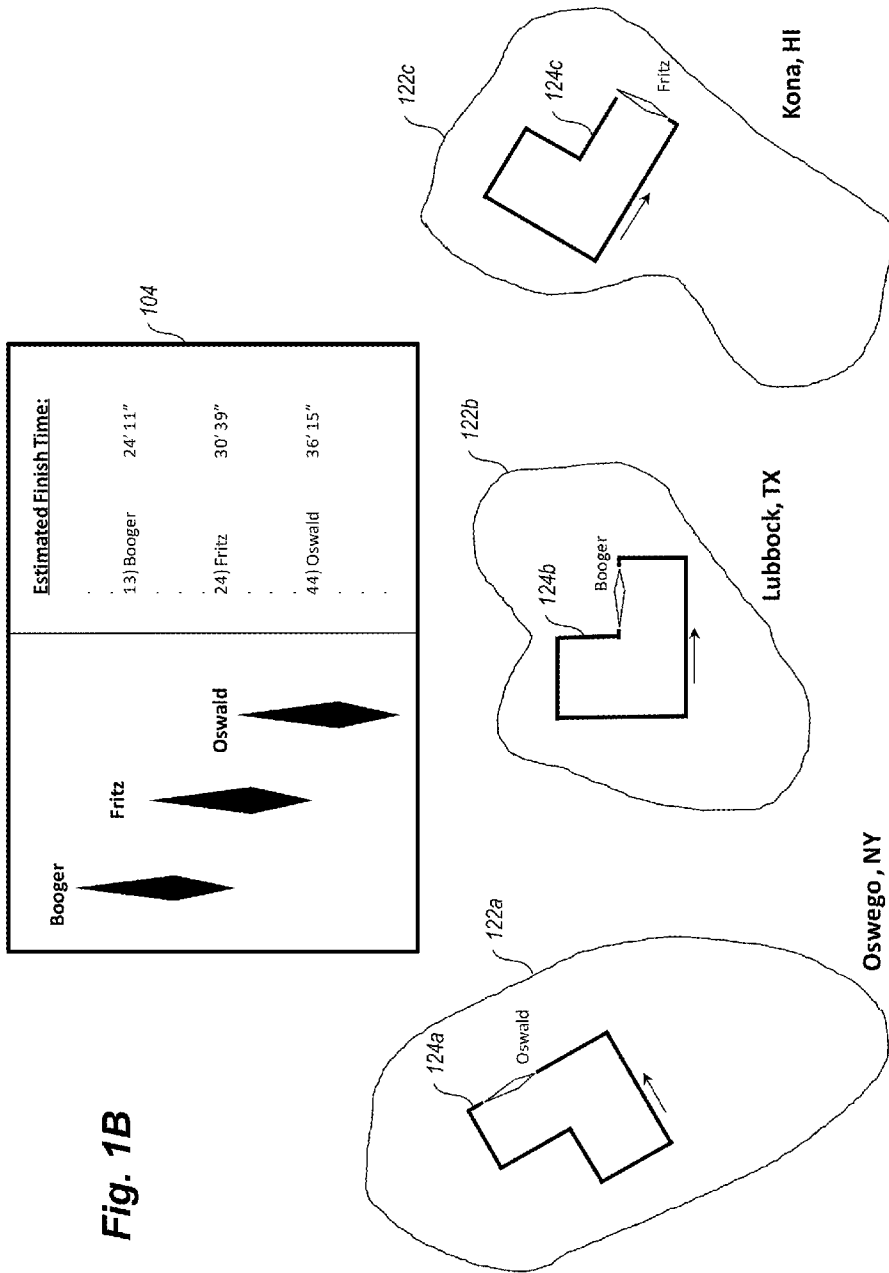 Fig. 1B
104
Booger
Fritz
Oswald
Estimated Finish Time:
13) Booger 24' 11"
24) Fritz 30' 39"
44) Oswald 36' 15"
122a
124a
Oswald
Oswego , NY
122b
124b
Booger
Lubbock, TX
122c
124c
Fritz
Kona, HI